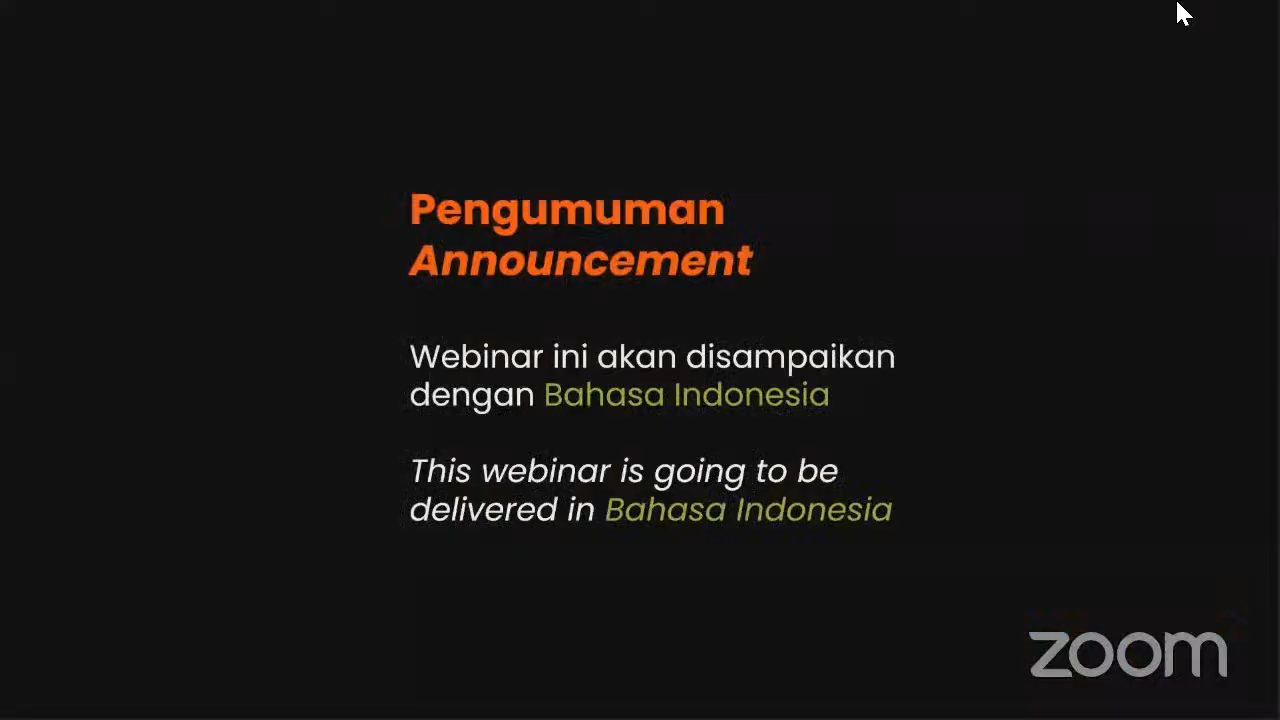 Pengumuman
Announcement
Webinar ini akan disampaikan
dengan Bahasa Indonesia
This webinar is going to be
delivered in Bahasa Indonesia
zoom